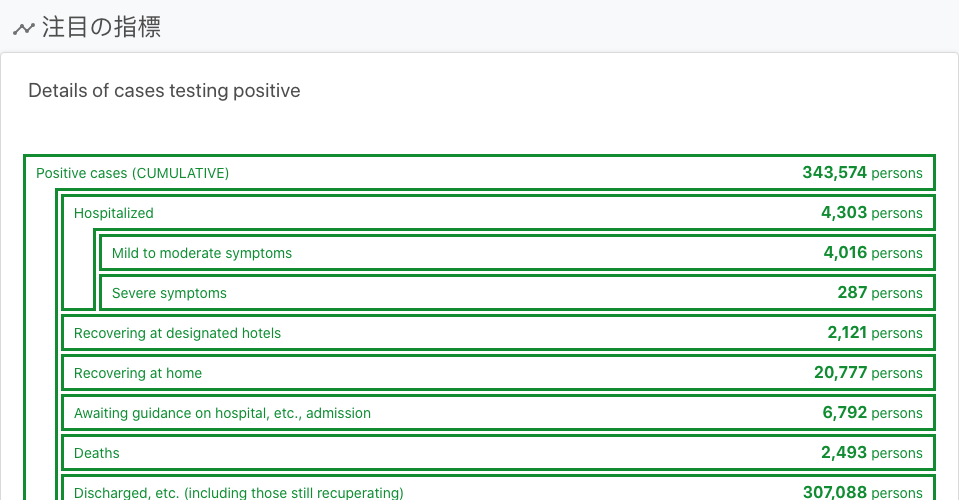 注目の指標
Details of cases testing positive
Positive cases (CUMULATIVE) 343,574 persons
Hospitalized 4,303 persons
Mild to moderate symptoms 4,016 persons
Severe symptoms 287 persons
Recovering at designated hotels 2,121 persons
Recovering at home 20,777 persons
Awaiting guidance on hospital, etc., admission 6,792 persons
Deaths 2,493 persons
Discharged, etc. (including those still recuperating) 307,088 persons